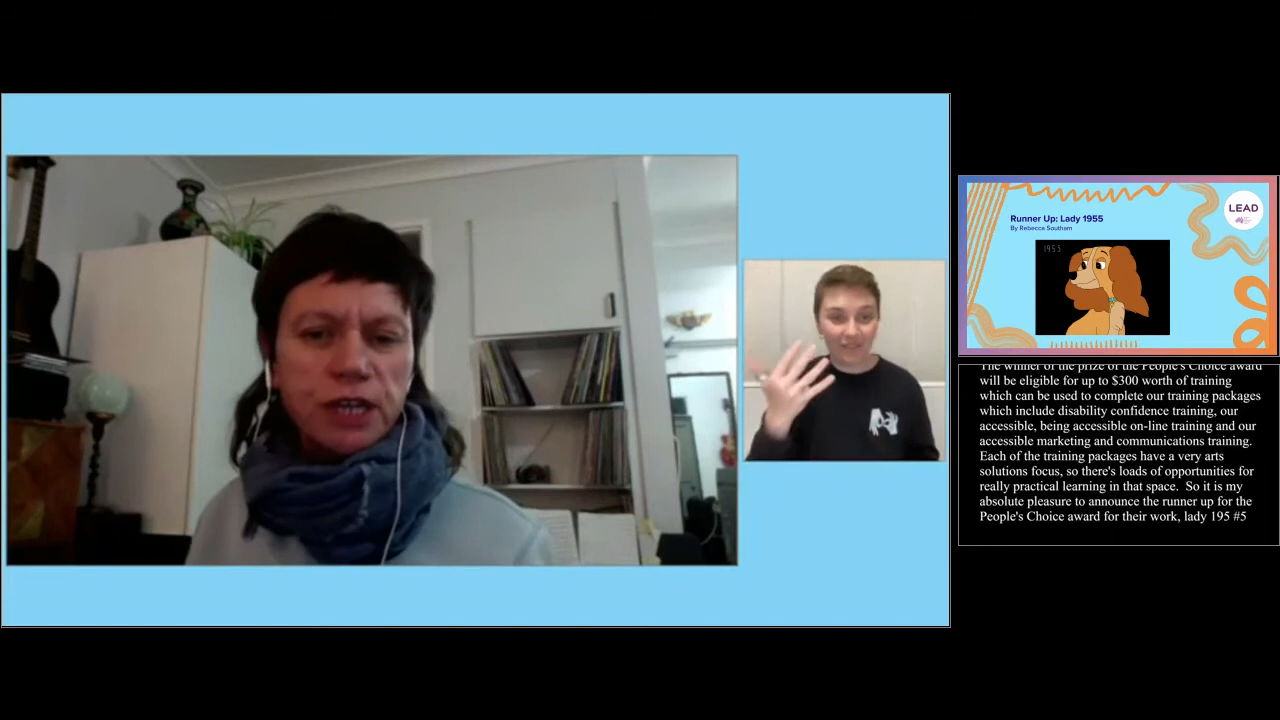 LEAD
Runner Up: Lady 1955
By Rebecca Southam
1955
The winner of the prize of the People's Choice award
will be eligible for up to $300 worth of training
which can be used to complete our training packages
which include disability confidence training, our
accessible, being accessible on-line training and our
accessible marketing and communications training.
Each of the training packages have a very arts
solutions focus, so there's loads of opportunities for
really practical learning in that space.  So it is my
absolute pleasure to announce the runner up for the
People's Choice award for their work, lady 195 #5